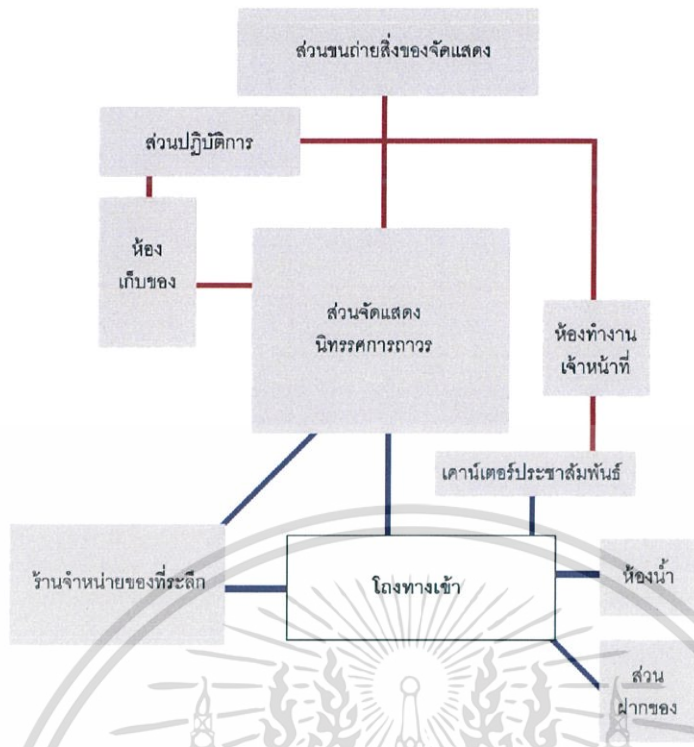 ส่วนขนถ่ายสิ่งของจัดแสดง
ส่วนปฏิบัติการ
ห้อง
เก็บของ
ส่วนจัดแสดง
นิทรรศการถาวร
ห้องทำงาน
เจ้าหน้าที่
เคาน์เตอร์ประชาสัมพันธ์
ร้านจำหน่ายของที่ระลึก
โถงทางเข้า
ห้องน้ำ
ส่วน
ฝากของ